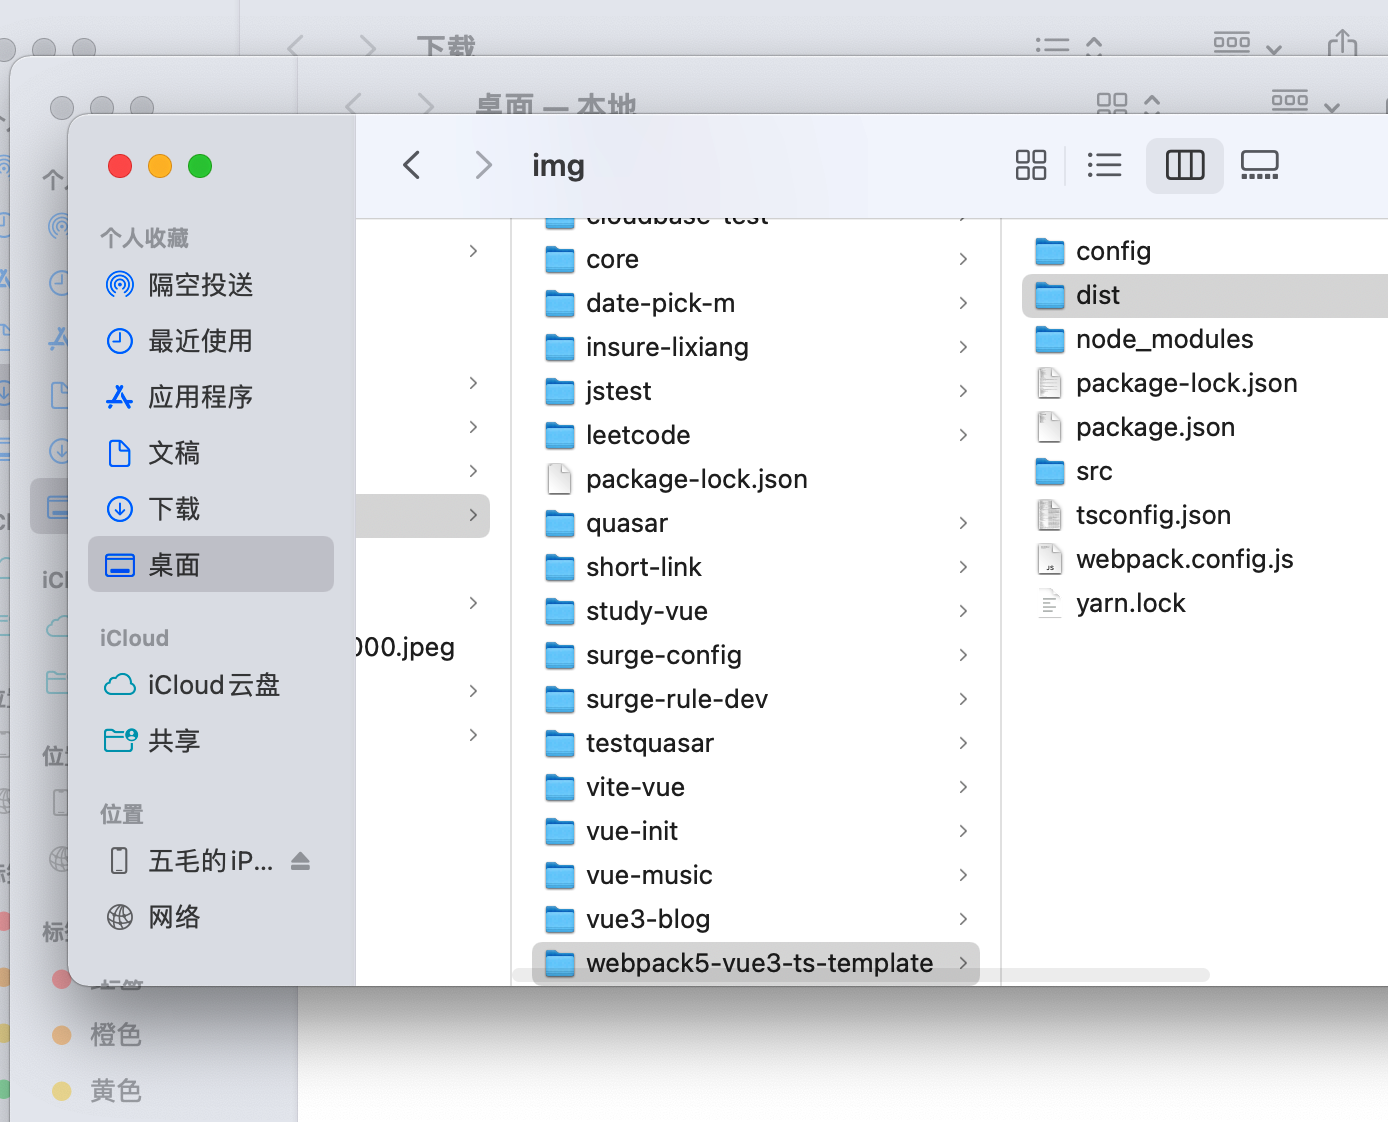 下载
桌面 — 本地
img
个人收藏
隔空投送
最近使用
应用程序
文稿
下载
桌面
iCloud
iCloud云盘
共享
位置
五毛的iP...
网络
橙色
黄色
000.jpeg
cloudbase-test
core
date-pick-m
insure-lixiang
jstest
leetcode
package-lock.json
quasar
short-link
study-vue
surge-config
surge-rule-dev
testquasar
vite-vue
vue-init
vue-music
vue3-blog
webpack5-vue3-ts-template
config
dist
node_modules
package-lock.json
package.json
src
tsconfig.json
webpack.config.js
yarn.lock